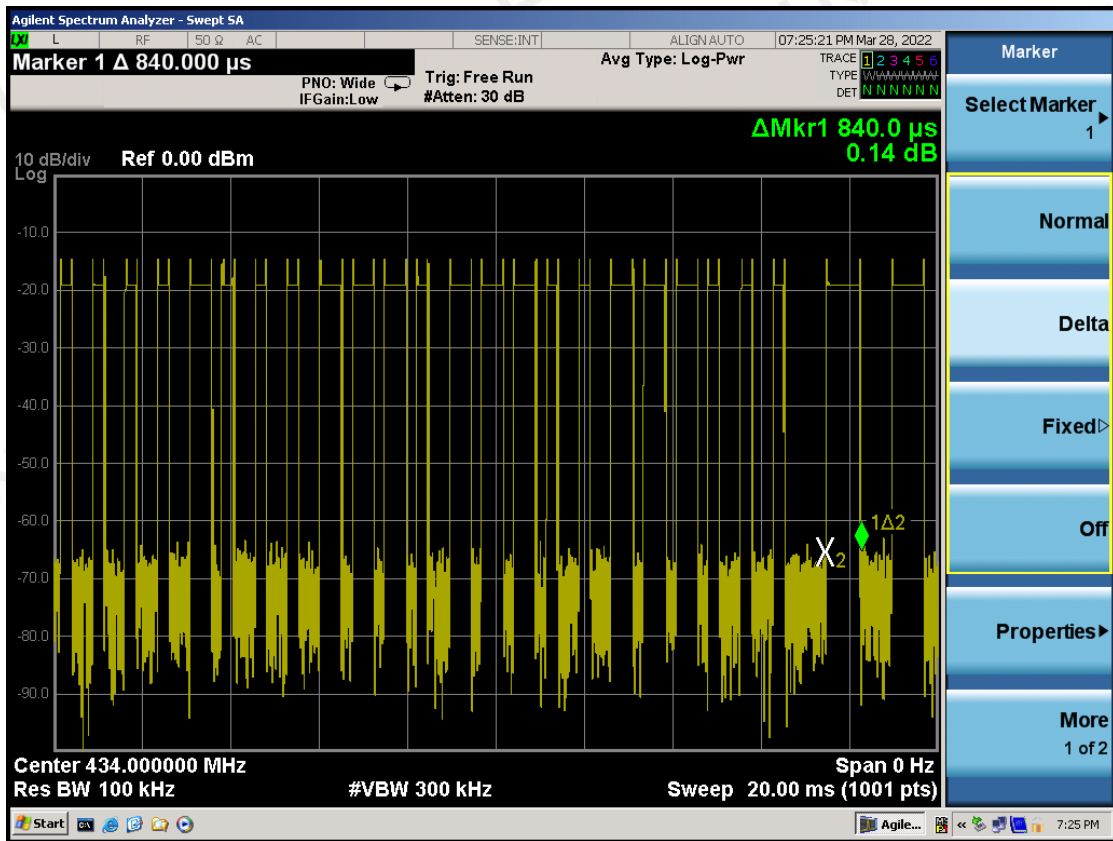 Agilent Spectrum Analyzer - Swept SA
LXI L RF 50 Ω AC SENSE:INT ALIGN AUTO 07:25:21 PM Mar 28, 2022
Marker 1 Δ 840.000 µs
PNO: Wide
IFGain:Low
Trig: Free Run
#Atten: 30 dB
Avg Type: Log-Pwr
TRACE 1 2 3 4 5 6
TYPE WWWWWW
DET N N N N N N
ΔMkr1 840.0 µs
0.14 dB
10 dB/div Ref 0.00 dBm
Log
-10.0
-20.0
-30.0
-40.0
-50.0
-60.0
-70.0
-80.0
-90.0
1Δ2
2
Center 434.000000 MHz Span 0 Hz
Res BW 100 kHz #VBW 300 kHz Sweep 20.00 ms (1001 pts)
Marker
Select Marker
1
Normal
Delta
Fixed
Off
Properties
More
1 of 2
Start
Agile...
7:25 PM